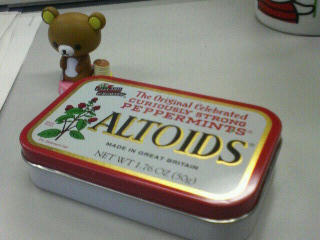 The Original Celebrated
CURIOUSLY STRONG
PEPPERMINTS
ALTOIDS
MADE IN GREAT BRITAIN
NET WT 1.76 OZ (50g)